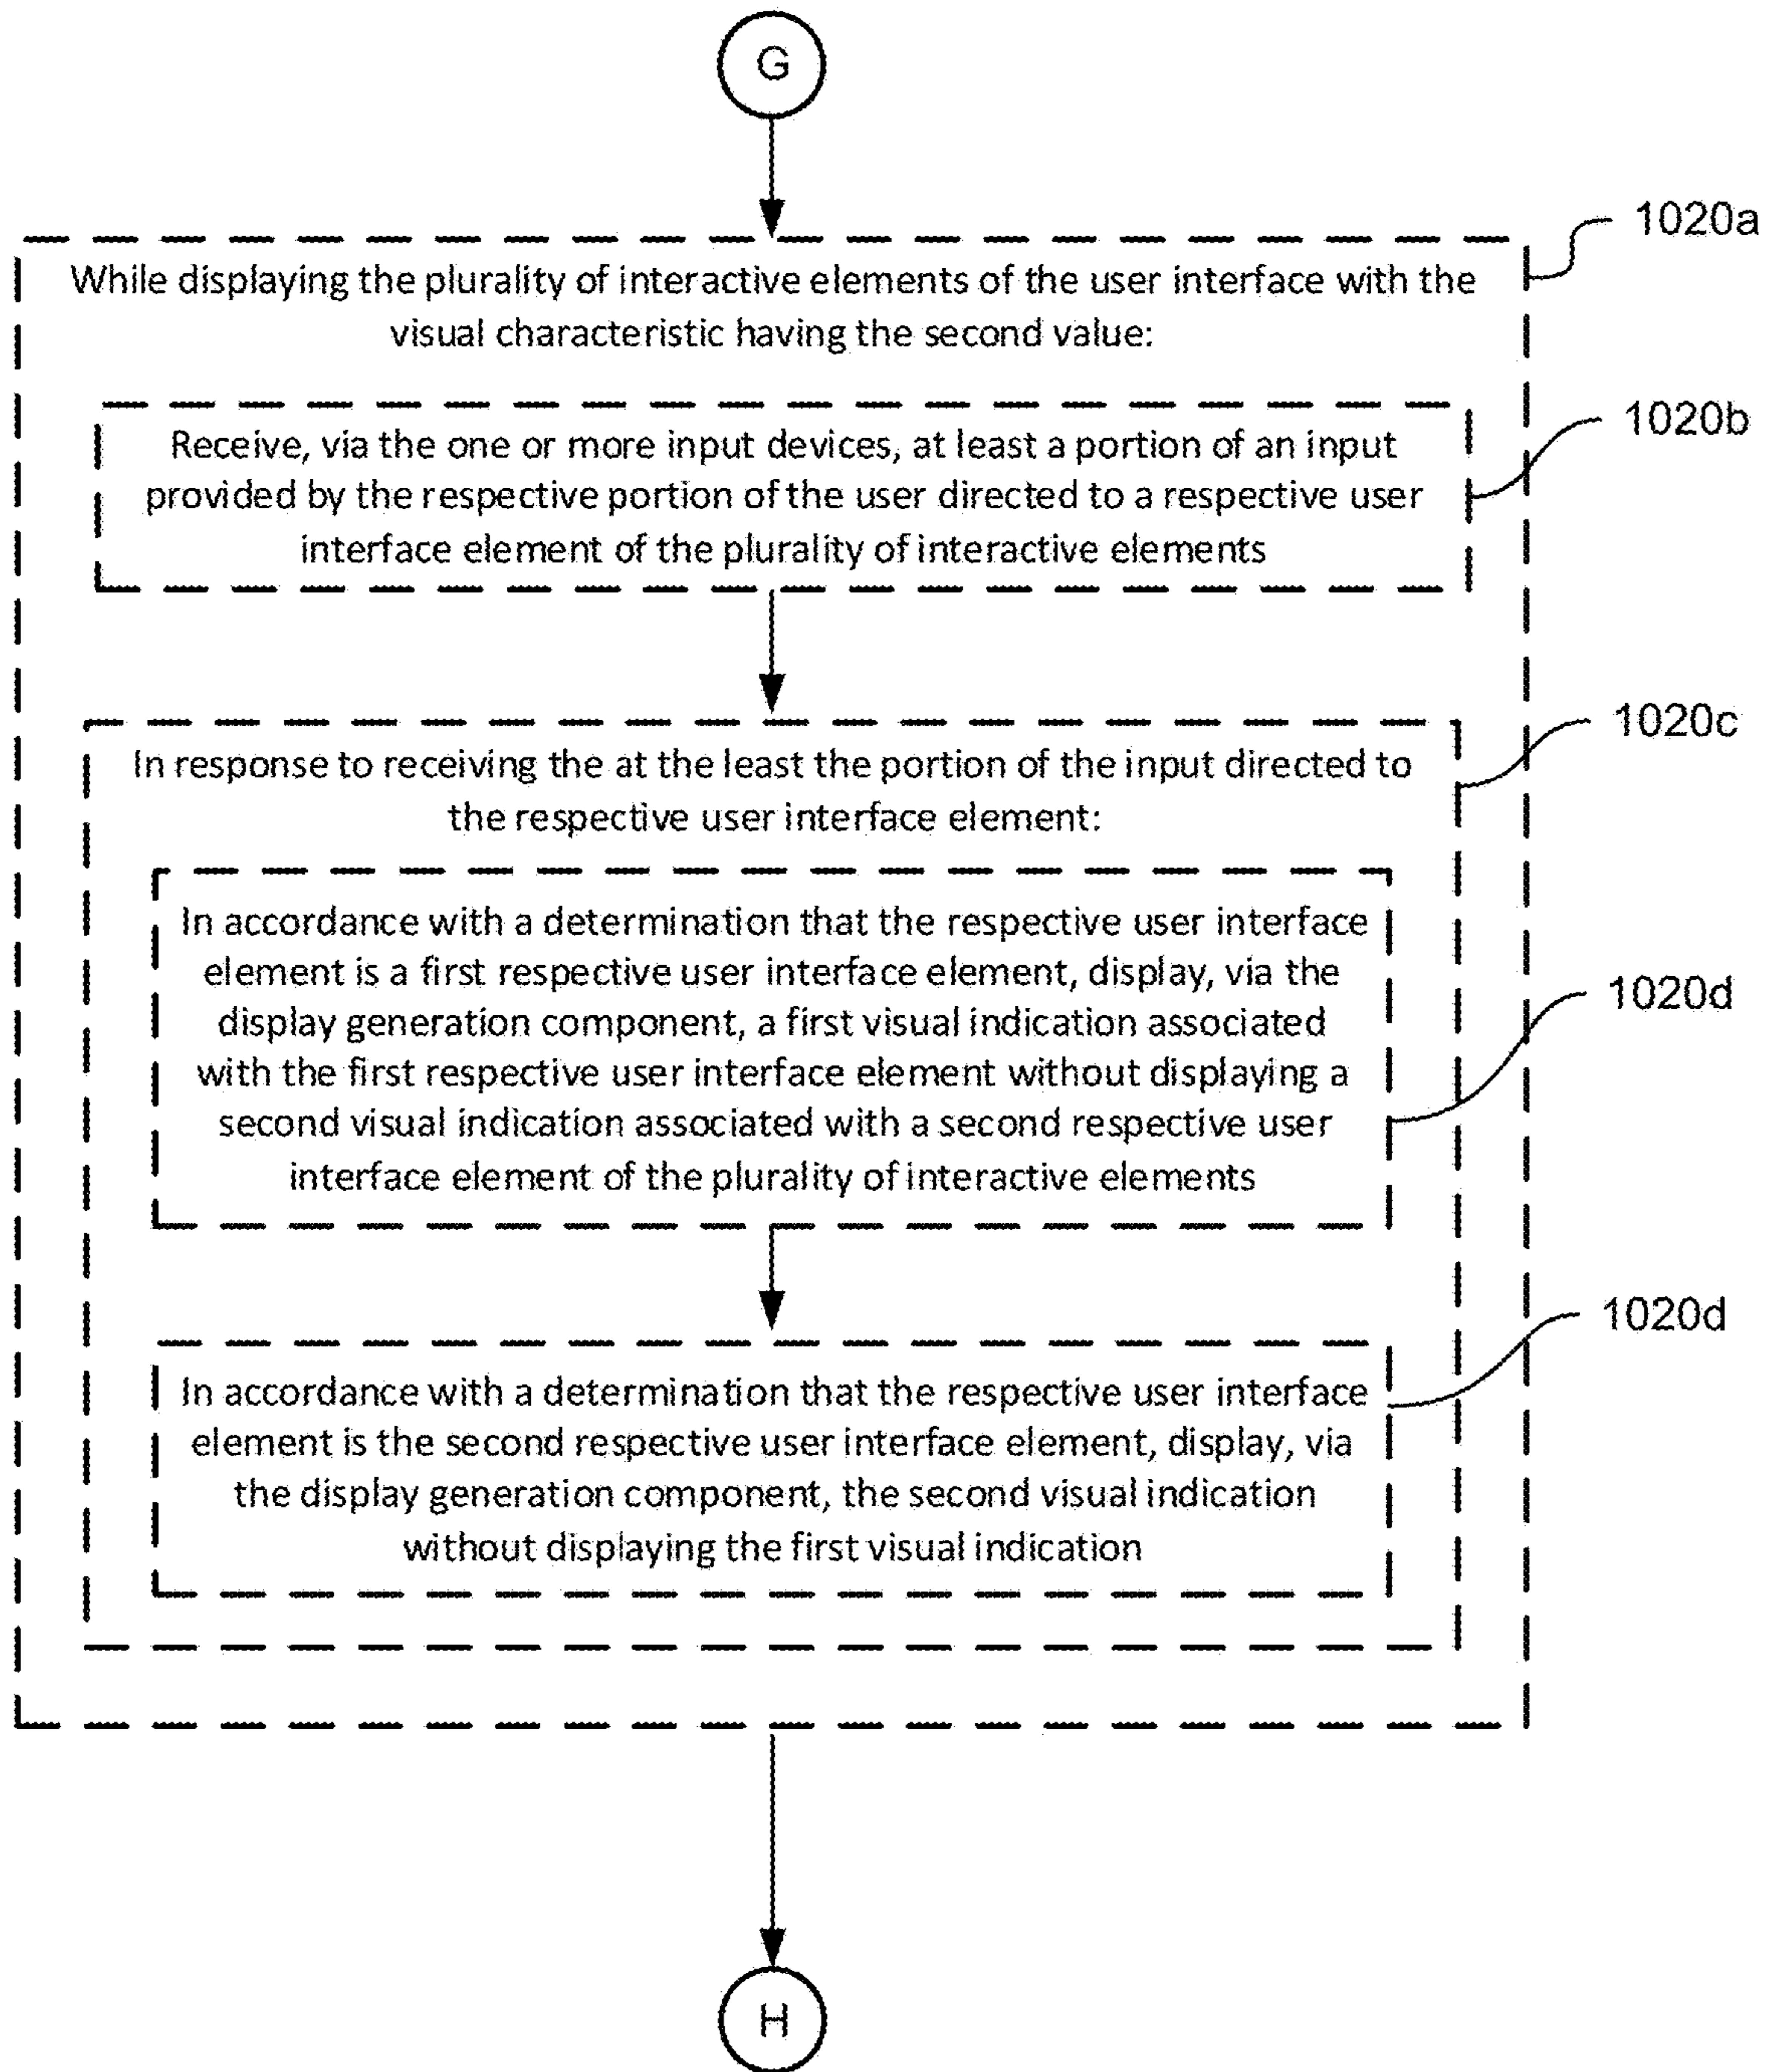 G
1020a
While displaying the plurality of interactive elements of the user interface with the
visual characteristic having the second value:
1020b
Receive, via the one or more input devices, at least a portion of an input
provided by the respective portion of the user directed to a respective user
interface element of the plurality of interactive elements
1020c
In response to receiving the at the least the portion of the input directed to
the respective user interface element:
In accordance with a determination that the respective user interface
element is a first respective user interface element, display, via the
display generation component, a first visual indication associated
with the first respective user interface element without displaying a
second visual indication associated with a second respective user
interface element of the plurality of interactive elements
1020d
In accordance with a determination that the respective user interface
element is the second respective user interface element, display, via
the display generation component, the second visual indication
without displaying the first visual indication
1020d
H